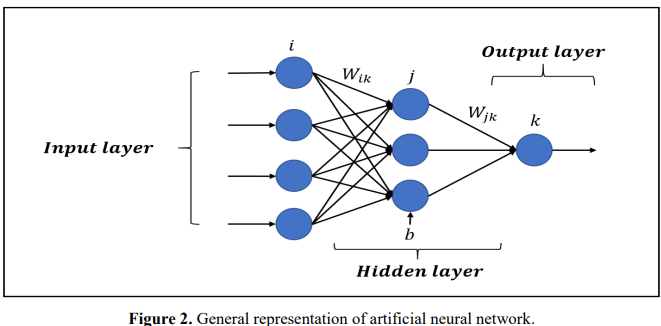 Output layer
i
W_ik
j
W_jk
k
Input layer
b
Hidden layer
Figure 2. General representation of artificial neural network.